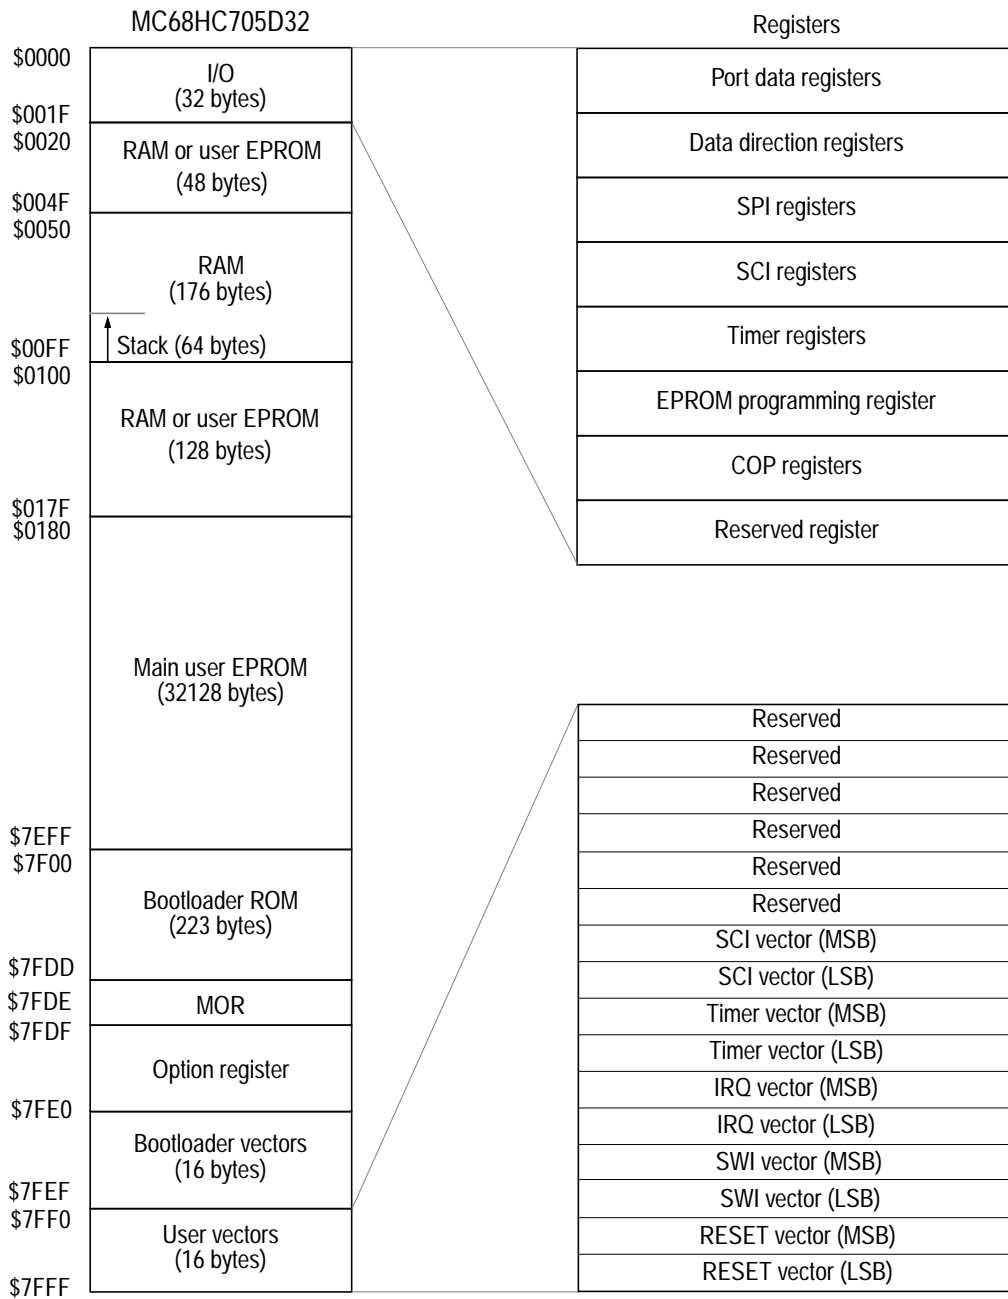 MC68HC705D32
$0000
I/O
(32 bytes)
$001F
$0020
RAM or user EPROM
(48 bytes)
$004F
$0050
RAM
(176 bytes)
Stack (64 bytes)
$00FF
$0100
RAM or user EPROM
(128 bytes)
$017F
$0180
Main user EPROM
(32128 bytes)
$7EFF
$7F00
Bootloader ROM
(223 bytes)
$7FDD
$7FDE
MOR
$7FDF
Option register
$7FE0
Bootloader vectors
(16 bytes)
$7FEF
$7FF0
User vectors
(16 bytes)
$7FFF
Registers
Port data registers
Data direction registers
SPI registers
SCI registers
Timer registers
EPROM programming register
COP registers
Reserved register
Reserved
Reserved
Reserved
Reserved
Reserved
Reserved
SCI vector (MSB)
SCI vector (LSB)
Timer vector (MSB)
Timer vector (LSB)
IRQ vector (MSB)
IRQ vector (LSB)
SWI vector (MSB)
SWI vector (LSB)
RESET vector (MSB)
RESET vector (LSB)